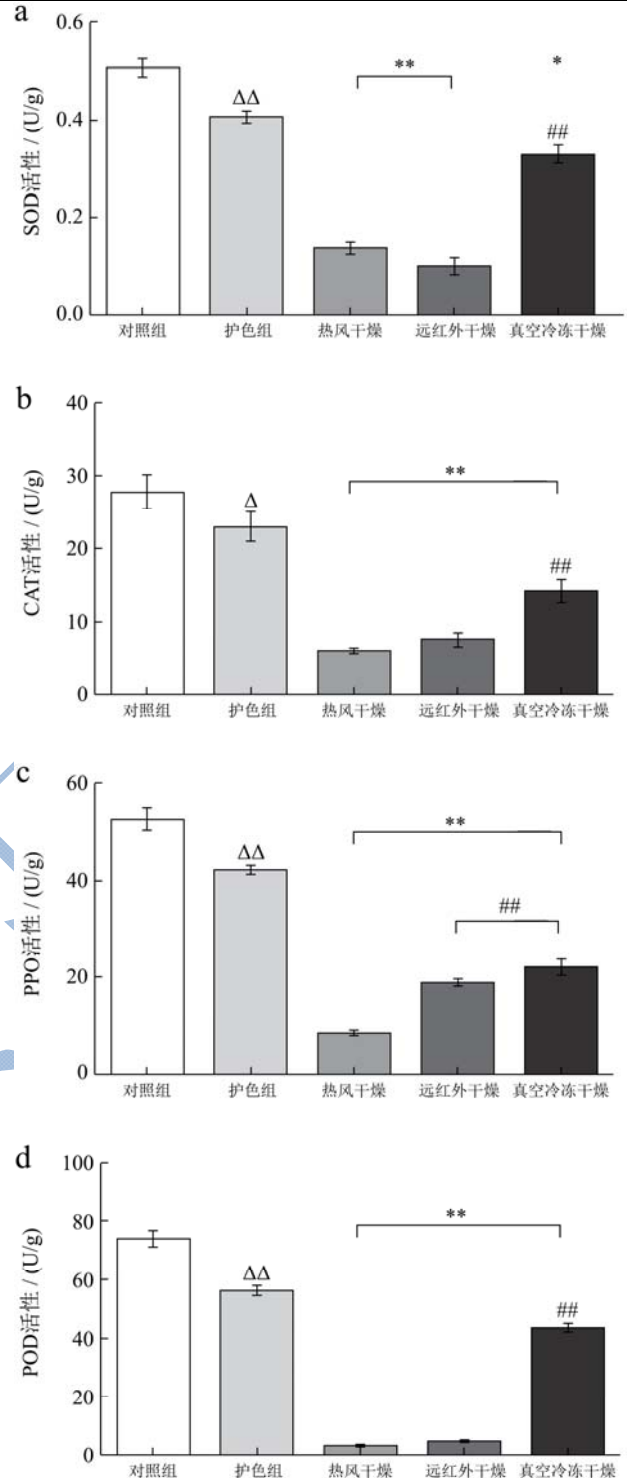 a
SOD活性 / (U/g)
0.6
0.4
0.2
0.0
ΔΔ
**
*
##
对照组 护色组 热风干燥 远红外干燥 真空冷冻干燥
b
CAT活性 / (U/g)
40
30
20
10
0
Δ
**
##
对照组 护色组 热风干燥 远红外干燥 真空冷冻干燥
c
PPO活性 / (U/g)
60
40
20
0
ΔΔ
**
##
对照组 护色组 热风干燥 远红外干燥 真空冷冻干燥
d
POD活性 / (U/g)
100
80
60
40
20
0
ΔΔ
**
##
对照组 护色组 热风干燥 远红外干燥 真空冷冻干燥